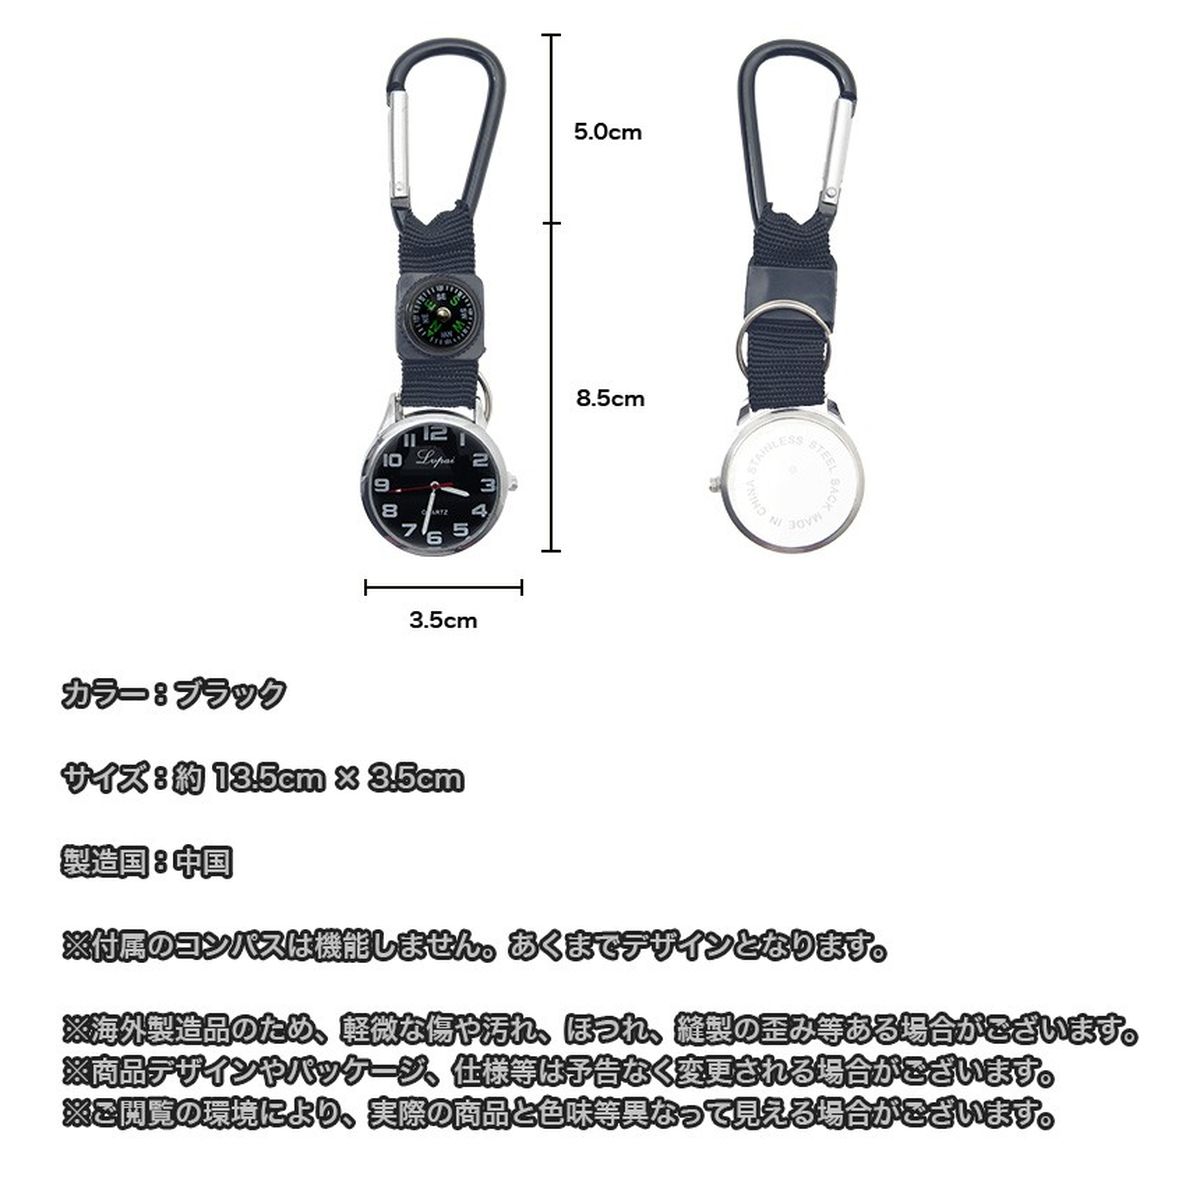 5.0cm
SE
S
E
SW
NE
W
N
NW
8.5cm
12
11
1
Lvpai
10
2
9
3
QUARTZ
8
4
7
5
6
STAINLESS STEEL BACK MADE IN CHINA
3.5cm
カラー：ブラック
サイズ：約 13.5cm × 3.5cm
製造国：中国
※付属のコンパスは機能しません。あくまでデザインとなります。
※海外製造品のため、軽微な傷や汚れ、ほつれ、縫製の歪み等ある場合がございます。
※商品デザインやパッケージ、仕様等は予告なく変更される場合がございます。
※ご閲覧の環境により、実際の商品と色味等異なって見える場合がございます。